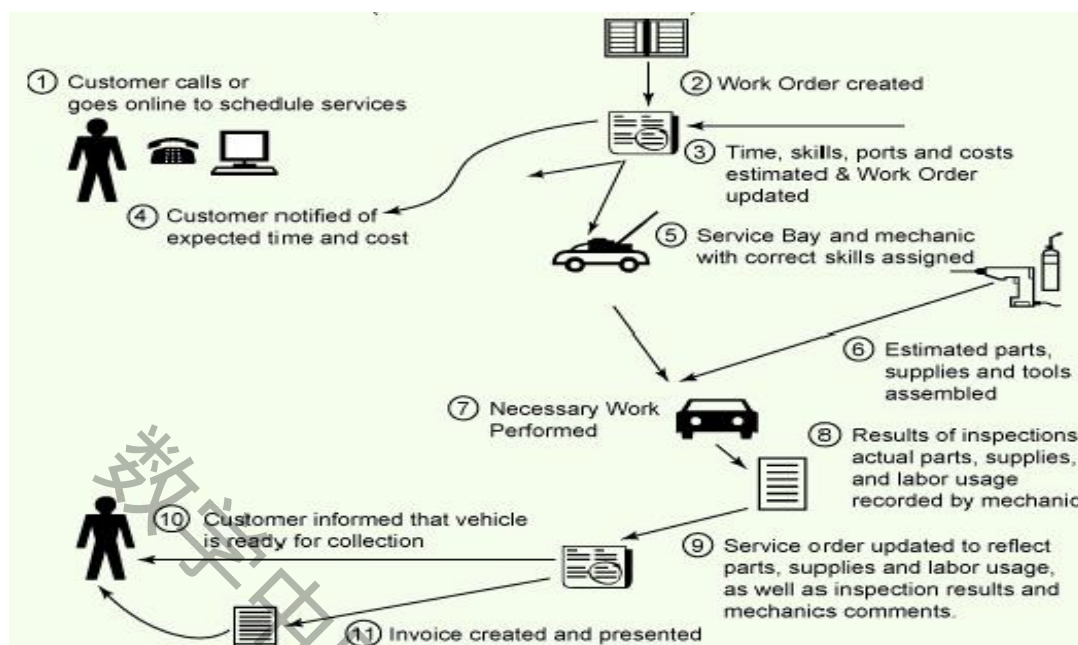 ① Customer calls or
goes online to schedule services
② Work Order created
③ Time, skills, ports and costs
estimated & Work Order
updated
④ Customer notified of
expected time and cost
⑤ Service Bay and mechanic
with correct skills assigned
⑥ Estimated parts,
supplies and tools
assembled
⑦ Necessary Work
Performed
⑧ Results of inspections
actual parts, supplies,
and labor usage
recorded by mechanic
⑨ Service order updated to reflect
parts, supplies and labor usage,
as well as inspection results and
mechanics comments.
⑩ Customer informed that vehicle
is ready for collection
⑪ Invoice created and presented
数字中